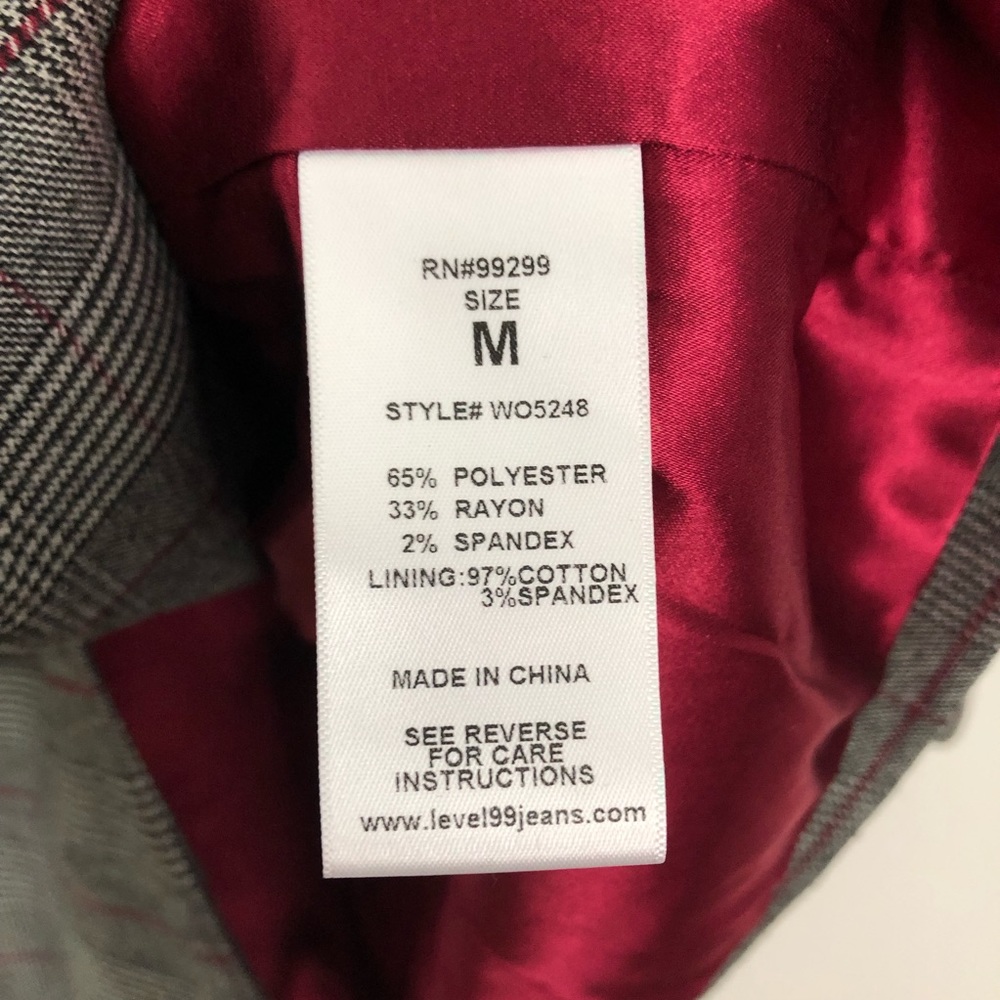 RN#99299
SIZE
M
STYLE# WO5248
65% POLYESTER
33% RAYON
2% SPANDEX
LINING:97%COTTON
3%SPANDEX
MADE IN CHINA
SEE REVERSE
FOR CARE
INSTRUCTIONS
www.level99jeans.com